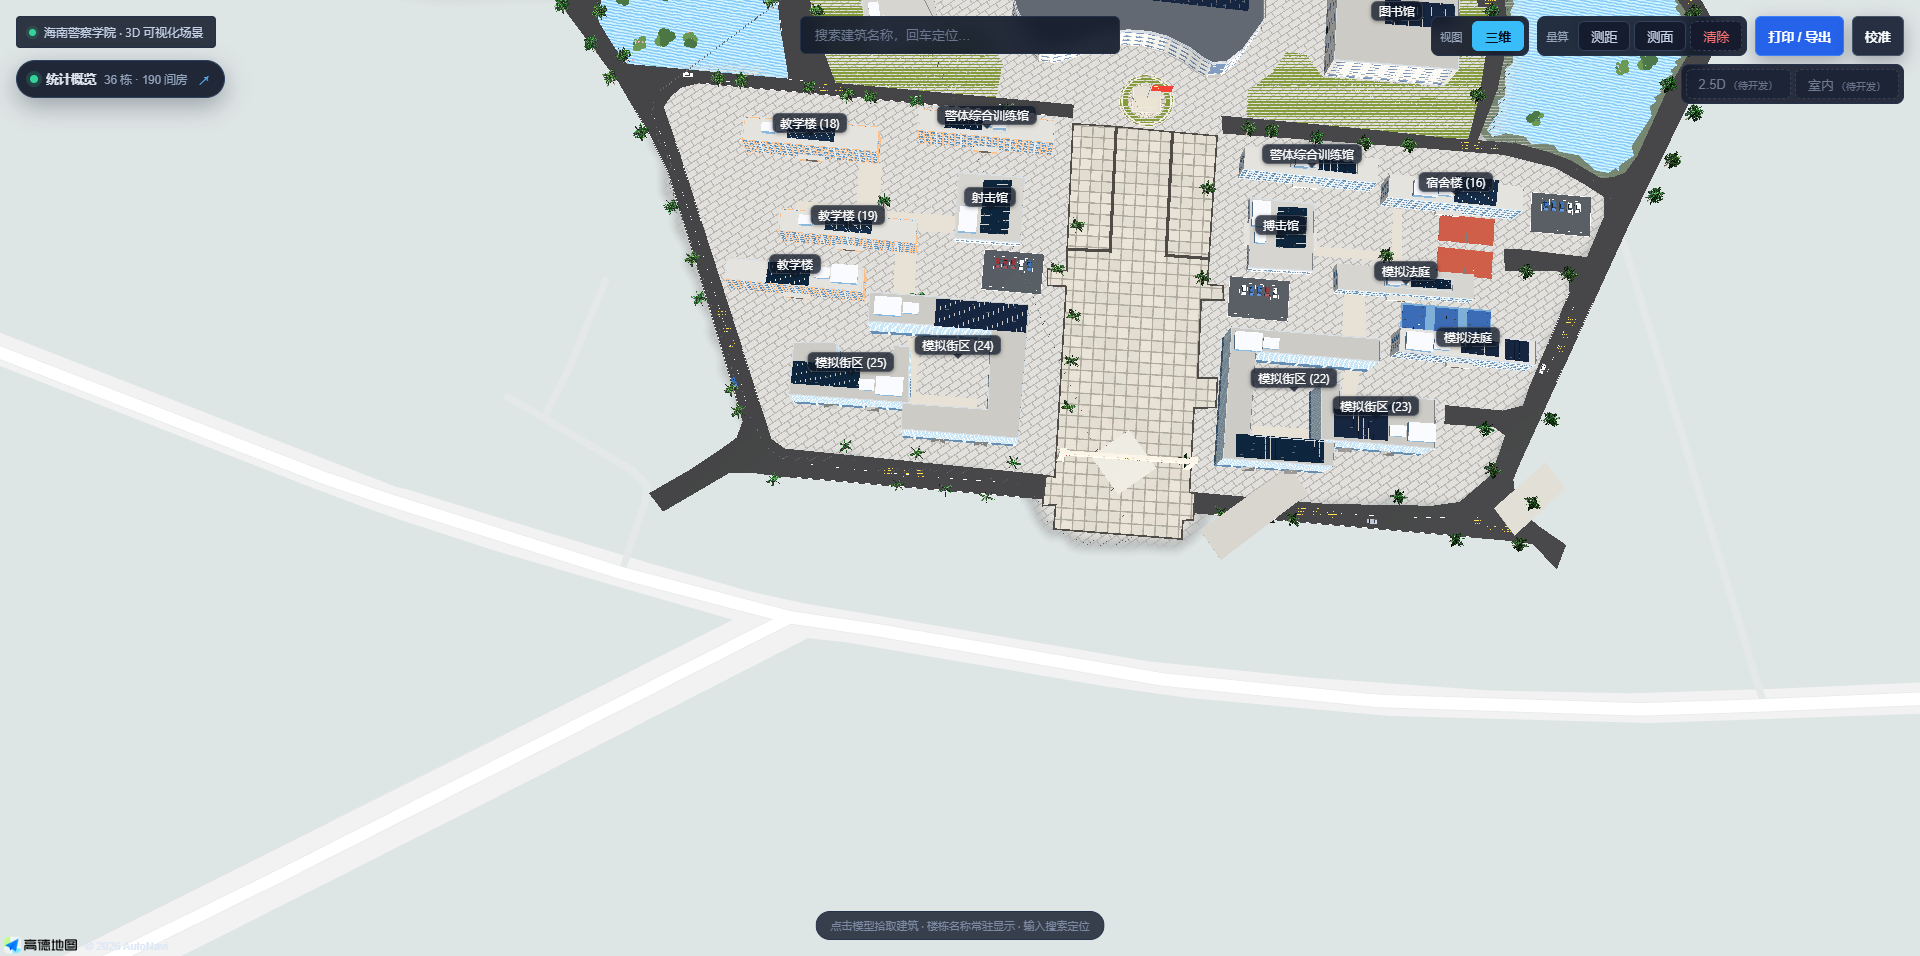 海南警察学院 · 3D 可视化场景
统计概览 36 栋 · 190 间房 ↗
搜索建筑名称，回车定位...
视图 三维
量算 测距 测面 清除
打印 / 导出
校准
2.5D （待开发） 室内 （待开发）
图书馆
教学楼 (18)
警体综合训练馆
警体综合训练馆
宿舍楼 (16)
射击馆
教学楼 (19)
搏击馆
教学楼
模拟法庭
模拟街区 (24)
模拟法庭
模拟街区 (25)
模拟街区 (22)
模拟街区 (23)
点击模型拾取建筑 · 楼栋名称常驻显示 · 输入搜索定位
高德地图 © 2026 AutoNavi